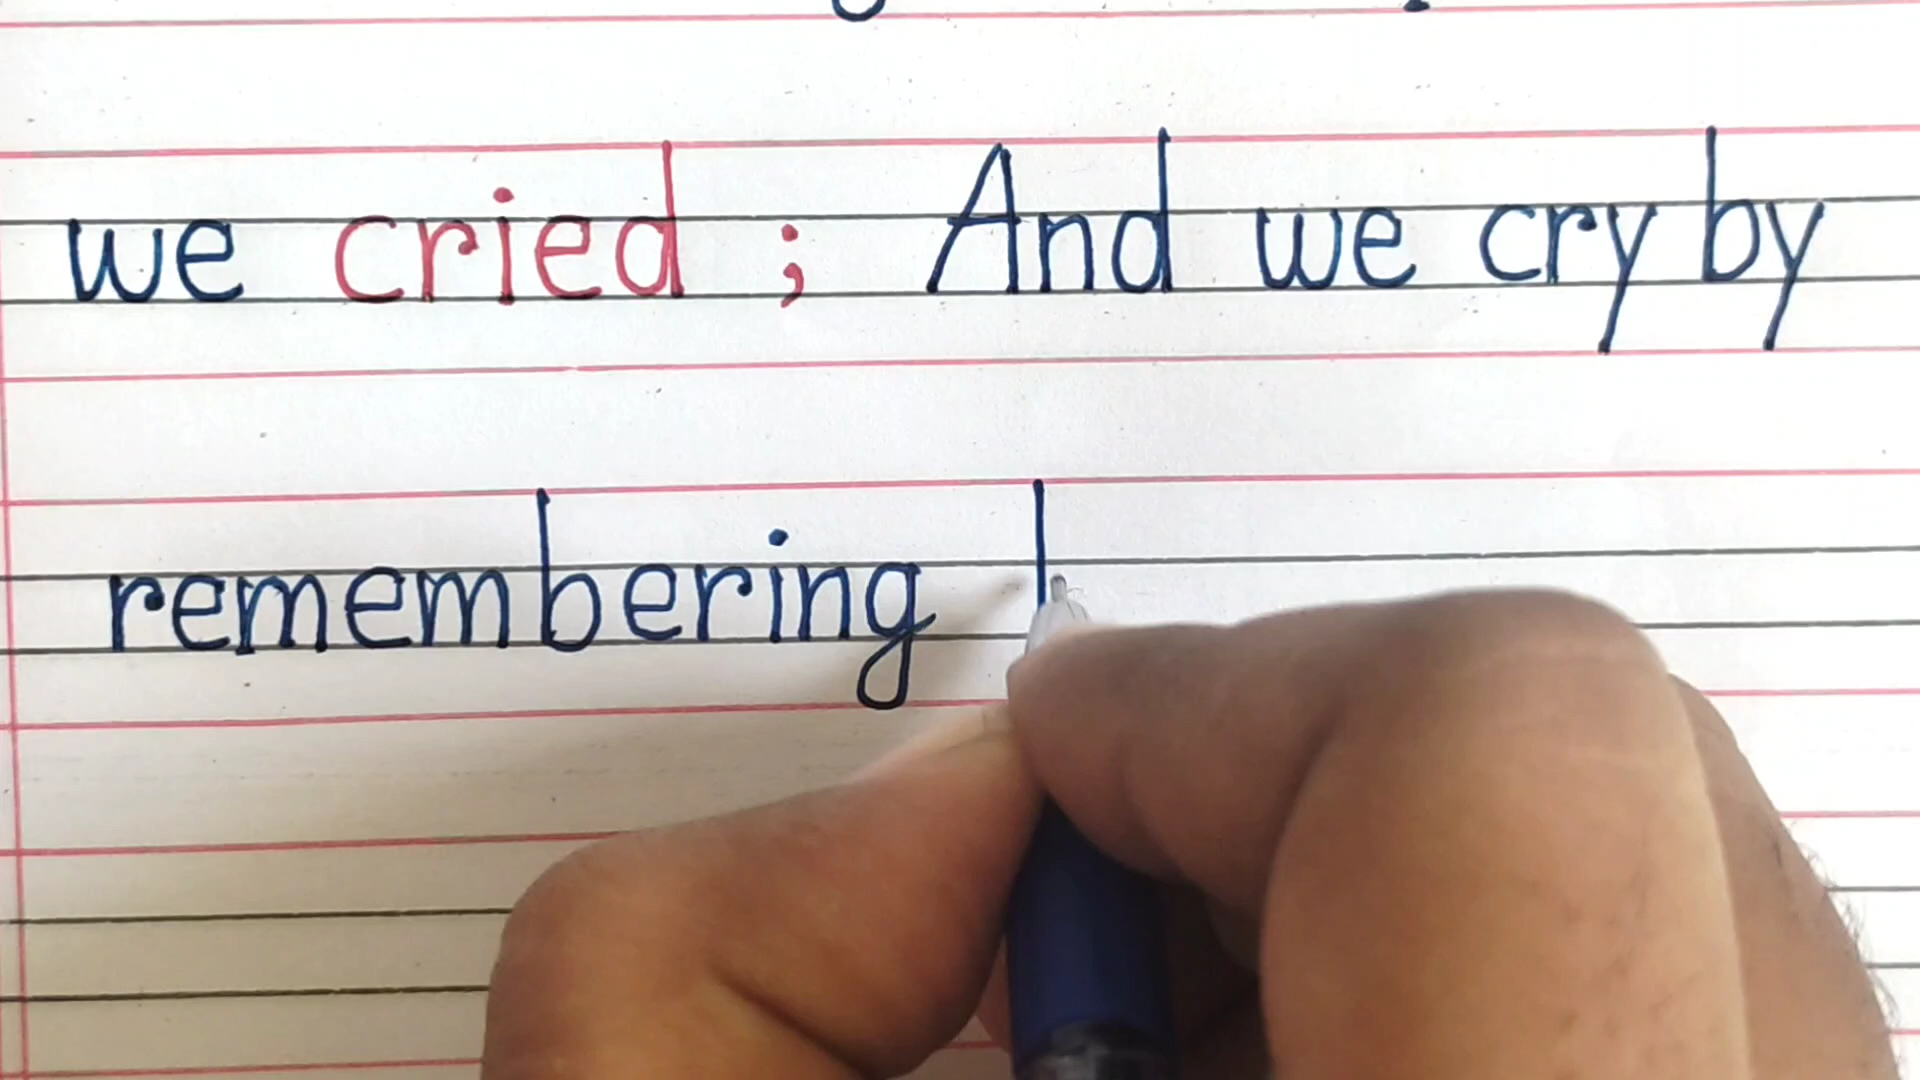 we cried ; And we cry by
remembering